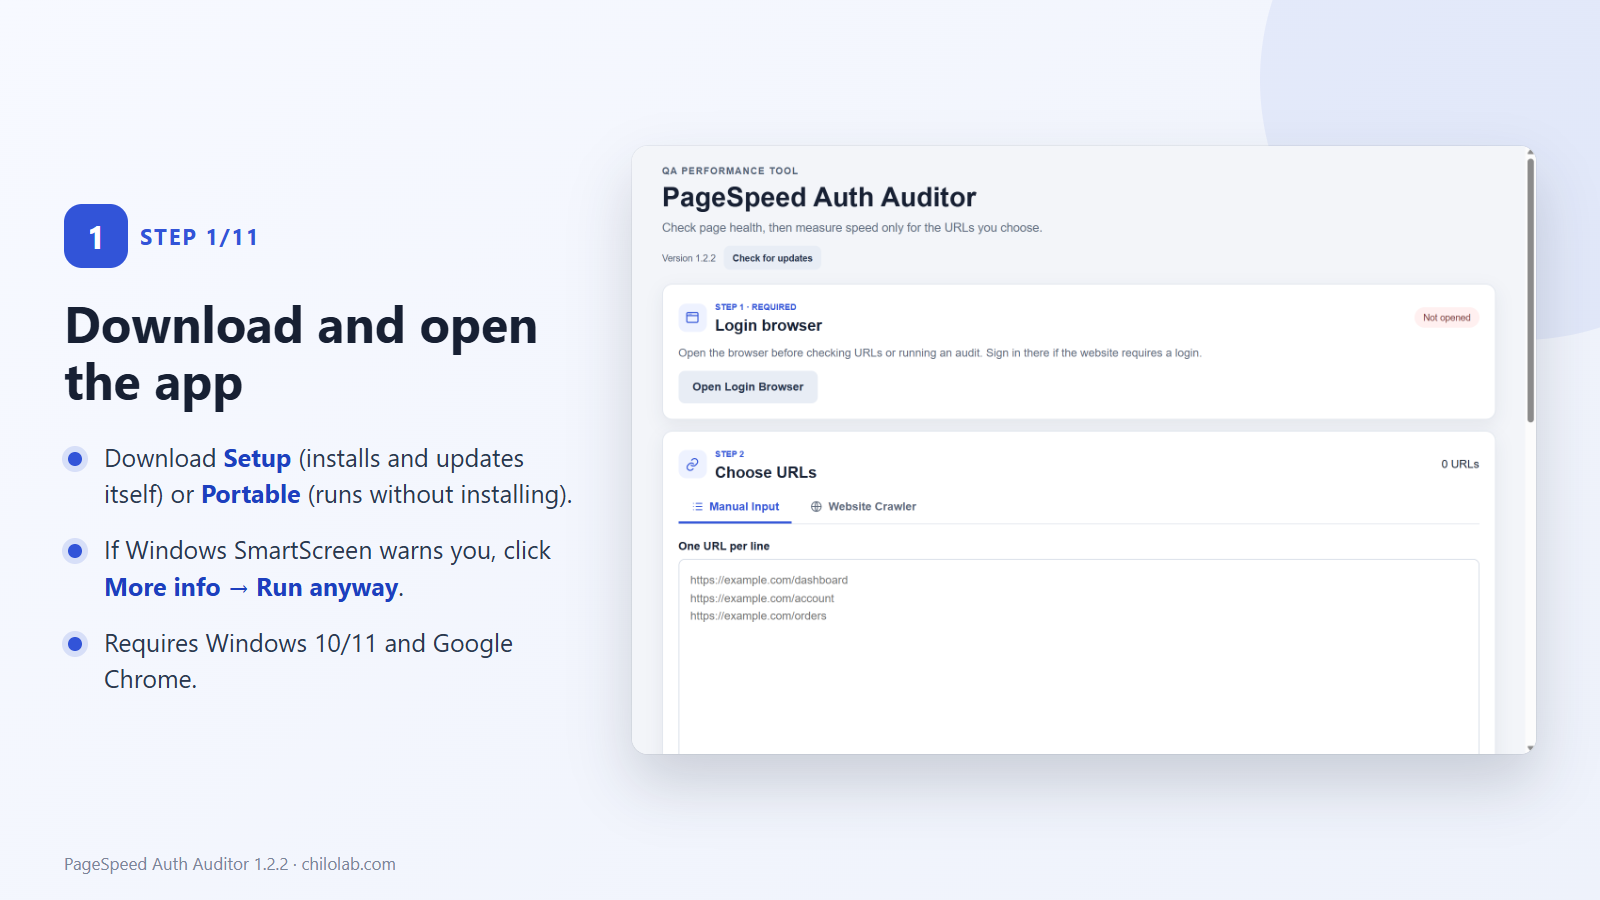 1
STEP 1/11
Download and open
the app
Download Setup (installs and updates
itself) or Portable (runs without installing).
If Windows SmartScreen warns you, click
More info → Run anyway.
Requires Windows 10/11 and Google
Chrome.
QA PERFORMANCE TOOL
PageSpeed Auth Auditor
Check page health, then measure speed only for the URLs you choose.
Version 1.2.2 Check for updates
STEP 1 · REQUIRED
Login browser
Not opened
Open the browser before checking URLs or running an audit. Sign in there if the website requires a login.
Open Login Browser
STEP 2
Choose URLs
0 URLs
Manual Input Website Crawler
One URL per line
https://example.com/dashboard
https://example.com/account
https://example.com/orders
PageSpeed Auth Auditor 1.2.2 · chilolab.com